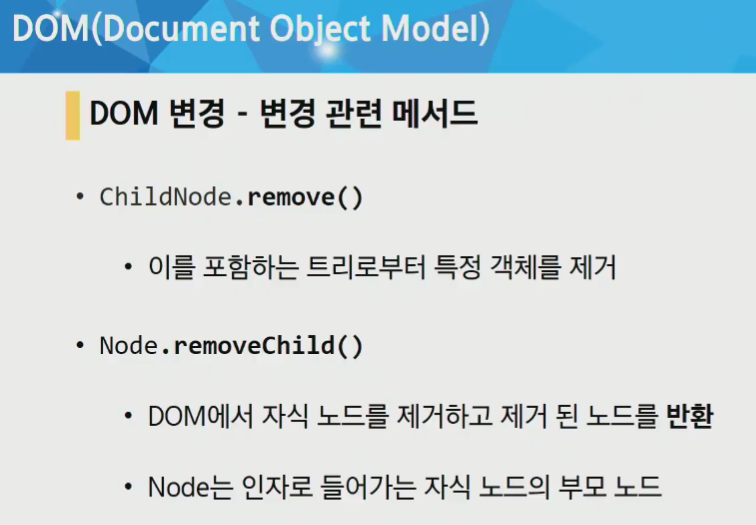 DOM(Document Object Model)
DOM 변경 - 변경 관련 메서드
• ChildNode.remove()
• 이를 포함하는 트리로부터 특정 객체를 제거
• Node.removeChild()
• DOM에서 자식 노드를 제거하고 제거 된 노드를 반환
• Node는 인자로 들어가는 자식 노드의 부모 노드